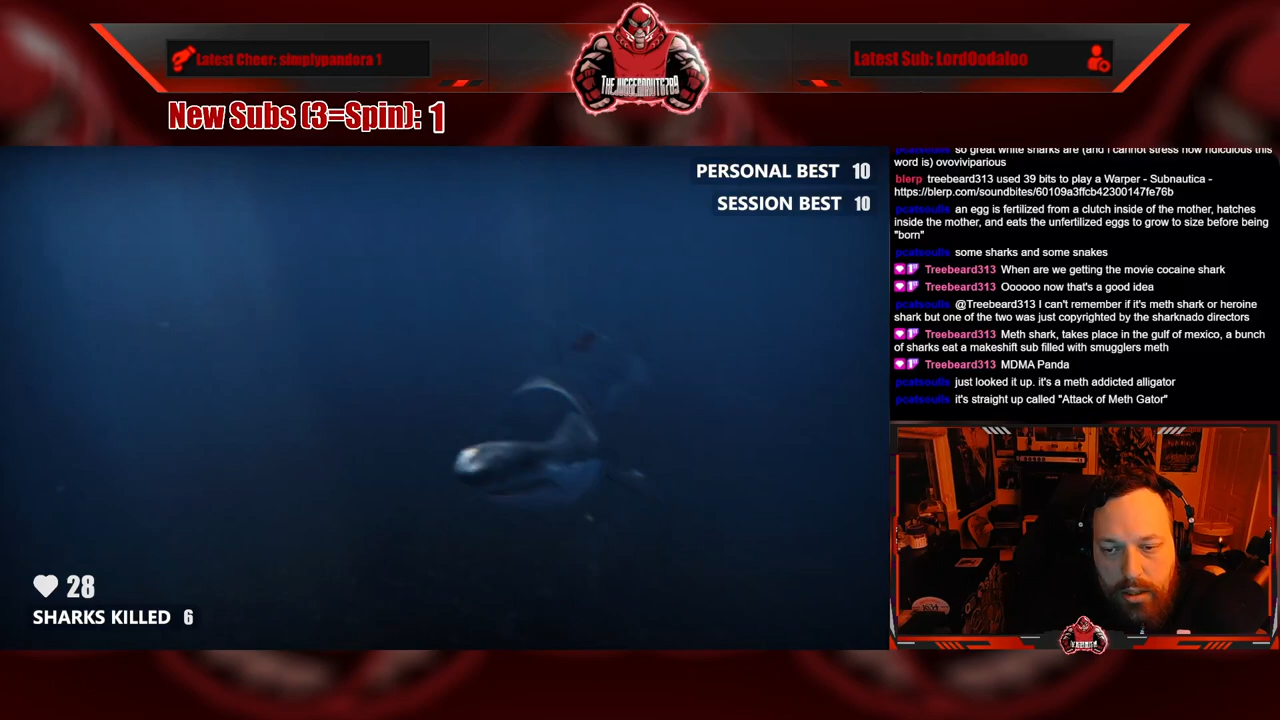 Latest Cheer: simplypandora 1
THEJUGGERNAUT6789
Latest Sub: LordOodaloo
New Subs (3=Spin): 1
PERSONAL BEST 10
SESSION BEST 10
pcatsoulls so great white sharks are (and I cannot stress how ridiculous this
word is) ovoviviparious
blerp treebeard313 used 39 bits to play a Warper - Subnautica -
https://blerp.com/soundbites/60109a3ffcb42300147fe76b
pcatsoulls an egg is fertilized from a clutch inside of the mother, hatches
inside the mother, and eats the unfertilized eggs to grow to size before being
"born"
pcatsoulls some sharks and some snakes
Treebeard313 When are we getting the movie cocaine shark
Treebeard313 Oooooo now that's a good idea
pcatsoulls @Treebeard313 I can't remember if it's meth shark or heroine
shark but one of the two was just copyrighted by the sharknado directors
Treebeard313 Meth shark, takes place in the gulf of mexico, a bunch
of sharks eat a makeshift sub filled with smugglers meth
Treebeard313 MDMA Panda
pcatsoulls just looked it up. it's a meth addicted alligator
pcatsoulls it's straight up called "Attack of Meth Gator"
28
SHARKS KILLED 6